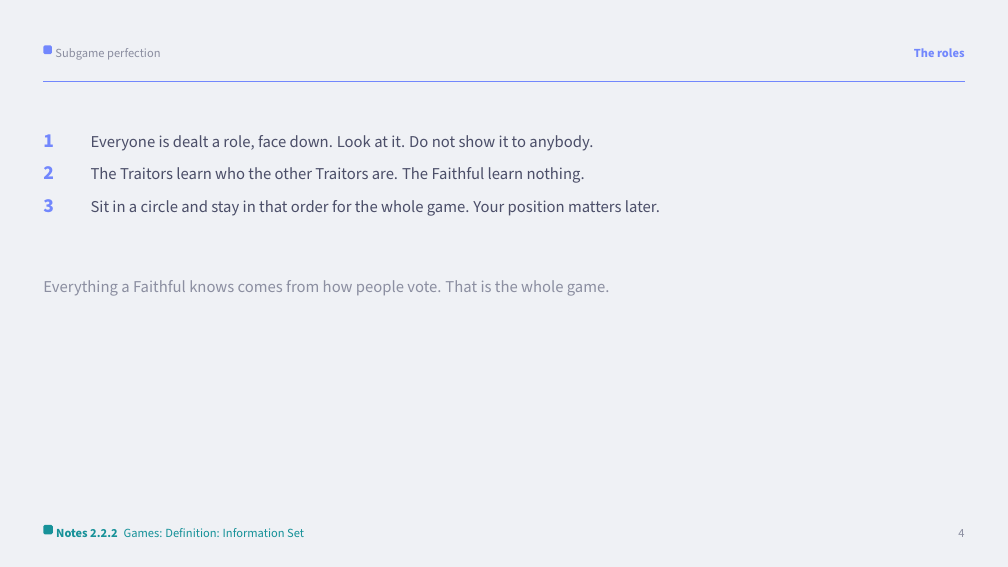 Subgame perfection
The roles
1 Everyone is dealt a role, face down. Look at it. Do not show it to anybody.
2 The Traitors learn who the other Traitors are. The Faithful learn nothing.
3 Sit in a circle and stay in that order for the whole game. Your position matters later.
Everything a Faithful knows comes from how people vote. That is the whole game.
Notes 2.2.2 Games: Definition: Information Set
4